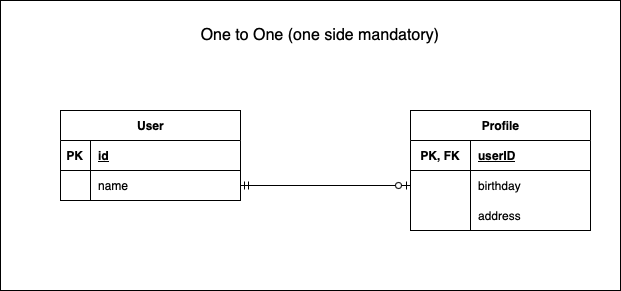 One to One (one side mandatory)
User
PK id
name
Profile
PK, FK userID
birthday
address